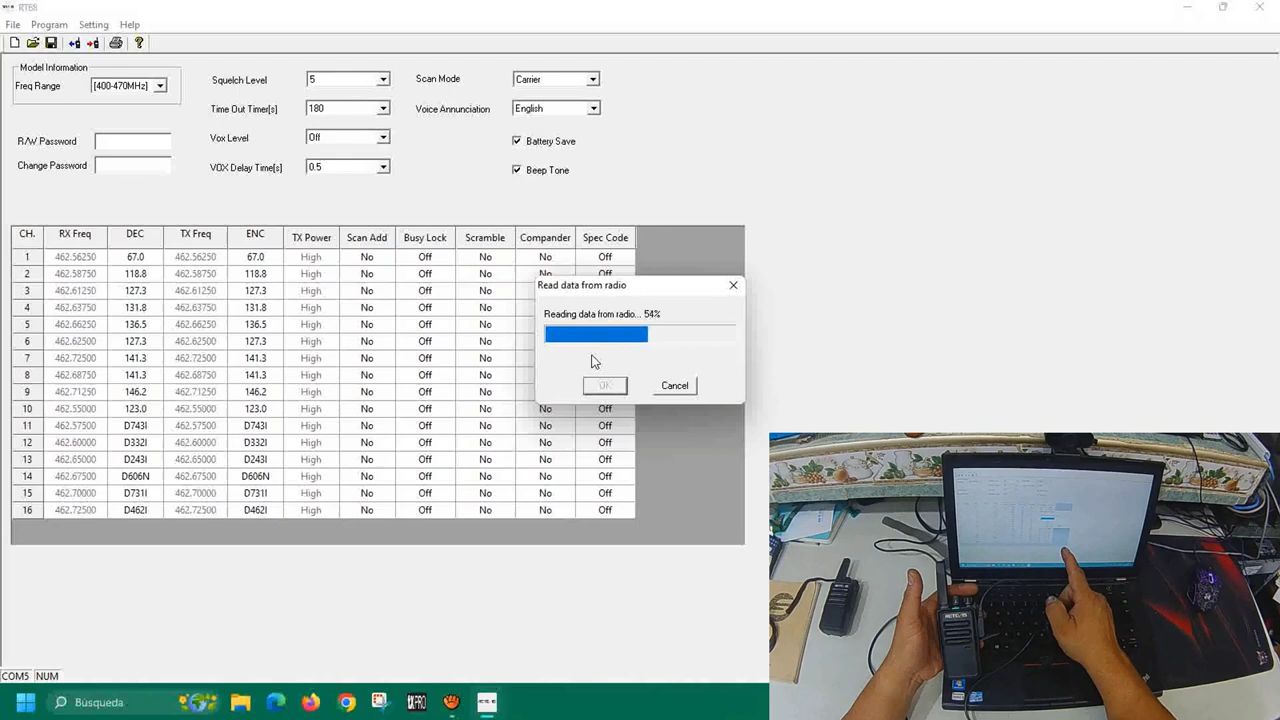 RT68
File Program Setting Help
Model Information
Freq Range [400-470MHz]
R/W Password
Change Password
Squelch Level 5
Time Out Timer[s] 180
Vox Level Off
VOX Delay Time[s] 0.5
Scan Mode Carrier
Voice Annunciation English
Battery Save
Beep Tone
CH. RX Freq DEC TX Freq ENC TX Power Scan Add Busy Lock Scramble Compander Spec Code
1 462.56250 67.0 462.56250 67.0 High No Off No No Off
2 462.58750 118.8 462.58750 118.8 High No Off No No Off
3 462.61250 127.3 462.61250 127.3 High No Off No
4 462.63750 131.8 462.63750 131.8 High No Off No
5 462.66250 136.5 462.66250 136.5 High No Off No
6 462.62500 127.3 462.62500 127.3 High No Off No
7 462.72500 141.3 462.72500 141.3 High No Off No
8 462.68750 141.3 462.68750 141.3 High No Off No
9 462.71250 146.2 462.71250 146.2 High No Off No
10 462.55000 123.0 462.55000 123.0 High No Off No No Off
11 462.57500 D743I 462.57500 D743I High No Off No No Off
12 462.60000 D332I 462.60000 D332I High No Off No No Off
13 462.65000 D243I 462.65000 D243I High No Off No No Off
14 462.67500 D606N 462.67500 D606N High No Off No No Off
15 462.70000 D731I 462.70000 D731I High No Off No No Off
16 462.72500 D462I 462.72500 D462I High No Off No No Off
Read data from radio
Reading data from radio... 54%
OK Cancel
COM5 NUM
Búsqueda
RETEVIS